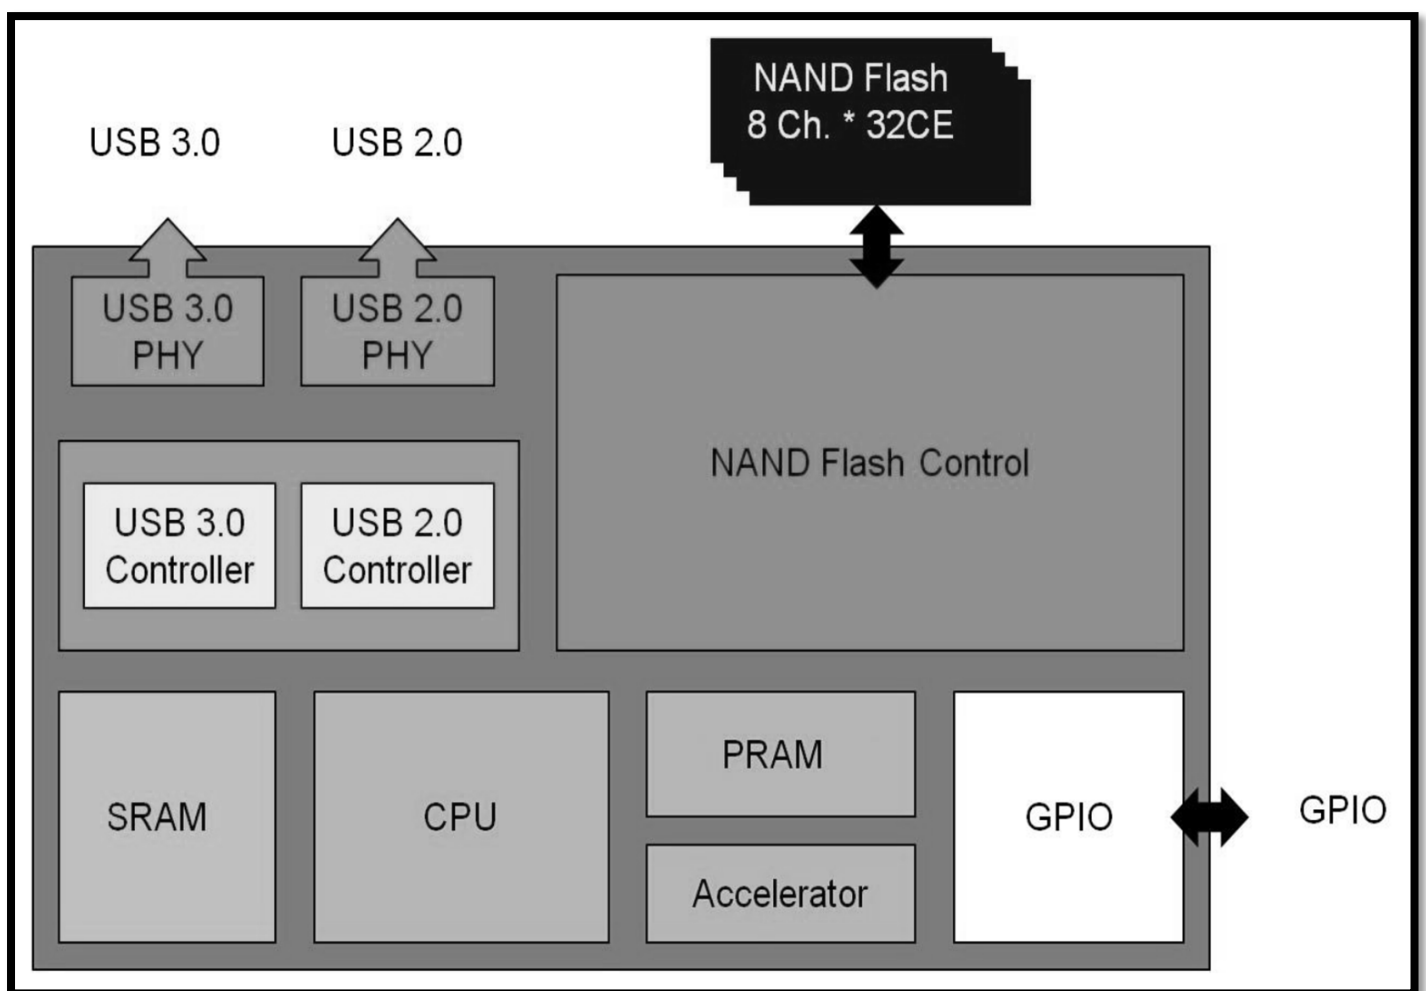 NAND Flash
8 Ch. * 32CE
USB 3.0
USB 2.0
USB 3.0
PHY
USB 2.0
PHY
NAND Flash Control
USB 3.0
Controller
USB 2.0
Controller
SRAM
CPU
PRAM
Accelerator
GPIO
GPIO